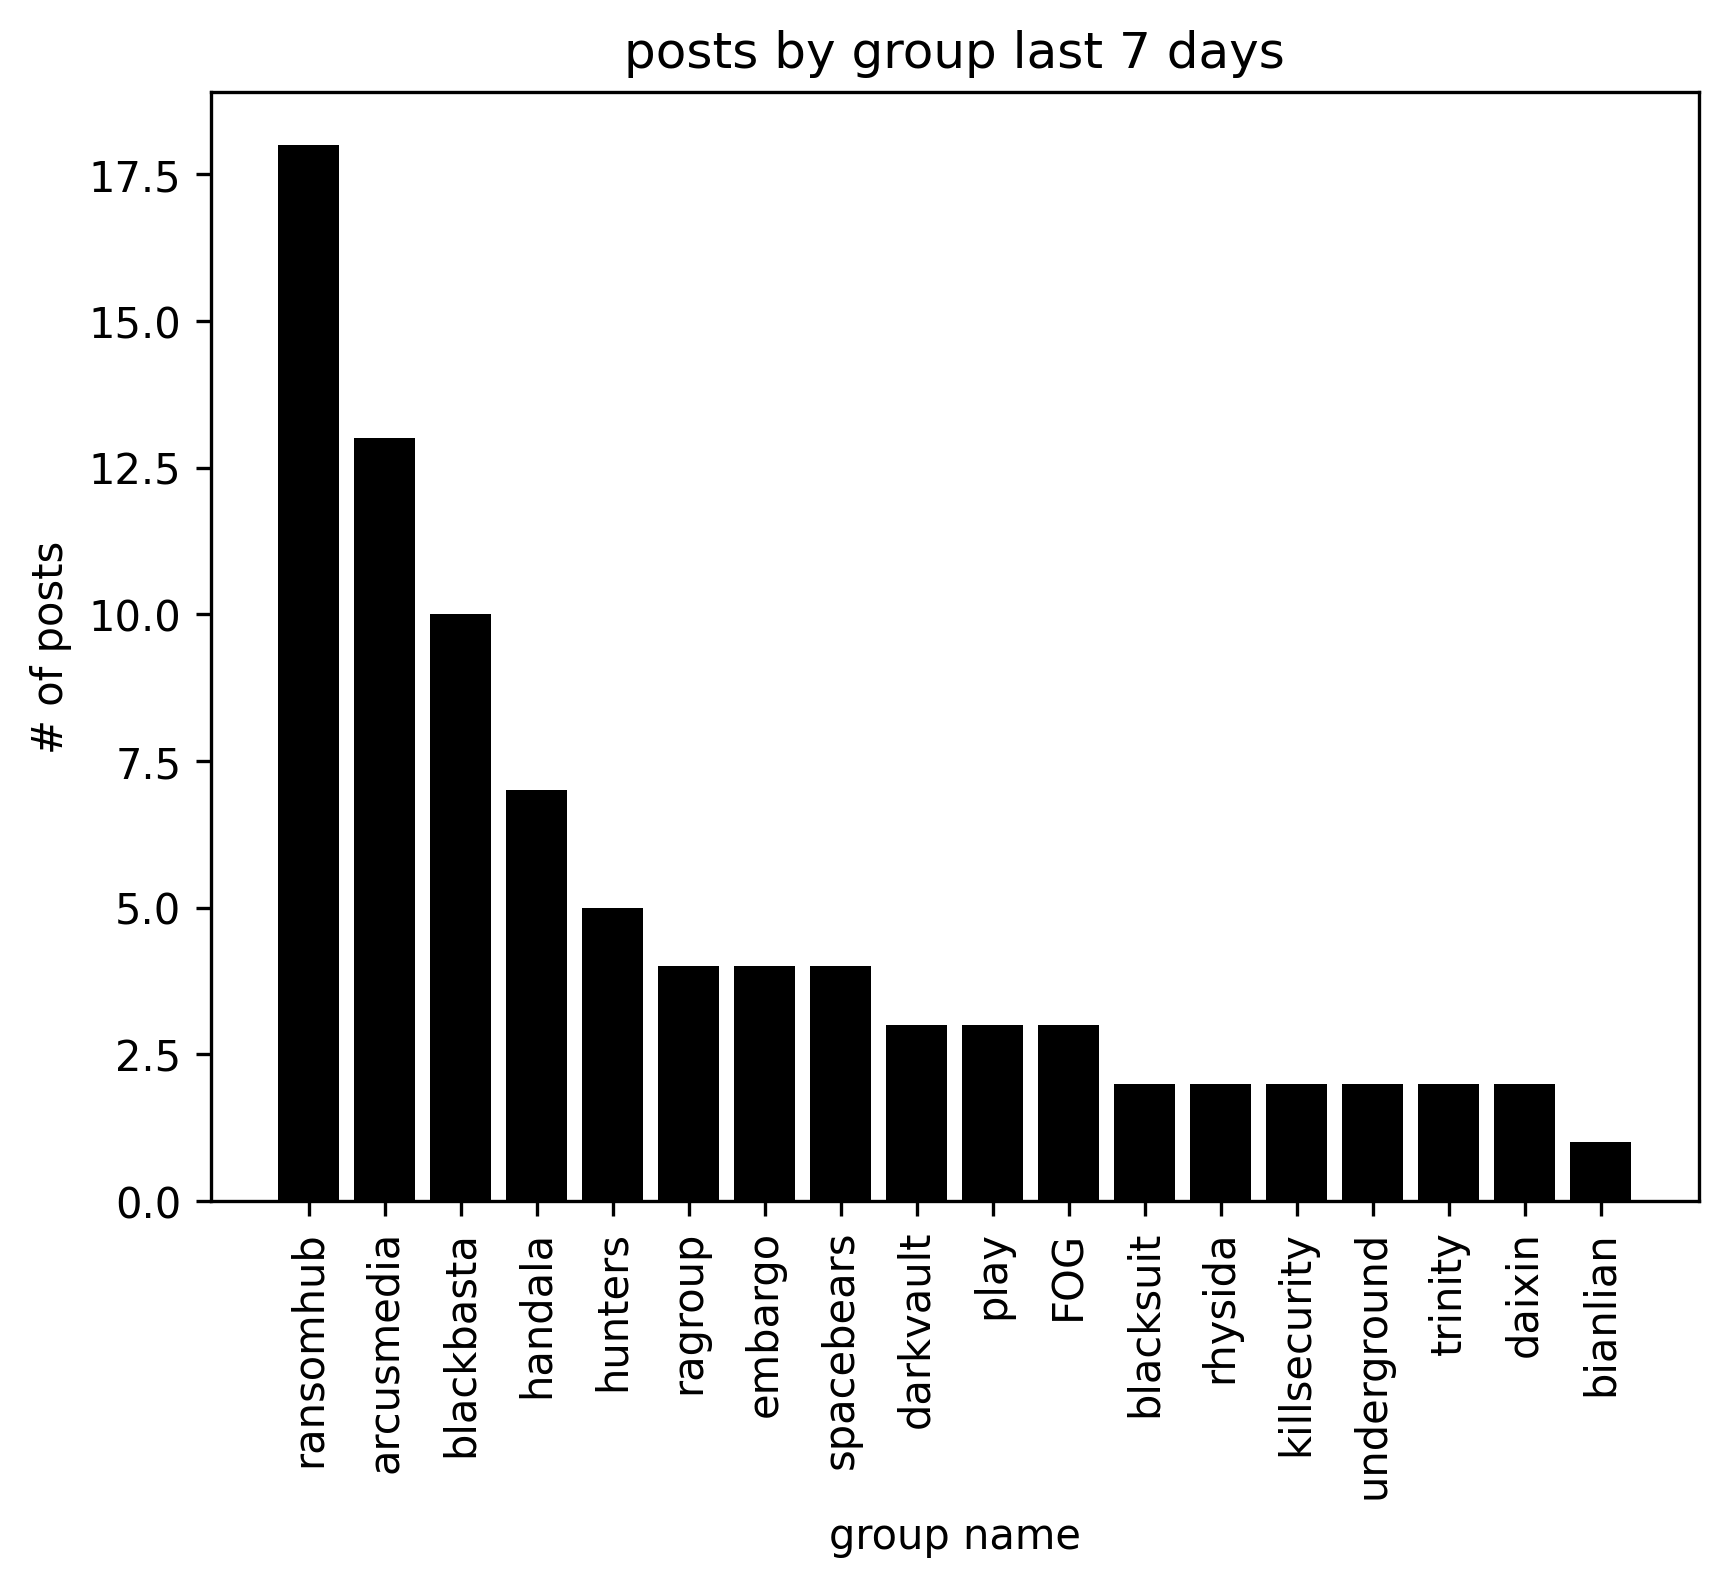 posts by group last 7 days
# of posts
17.5
15.0
12.5
10.0
7.5
5.0
2.5
0.0
ransomhub
arcusmedia
blackbasta
handala
hunters
ragroup
embargo
spacebears
darkvault
play
FOG
blacksuit
rhysida
killsecurity
underground
trinity
daixin
bianlian
group name